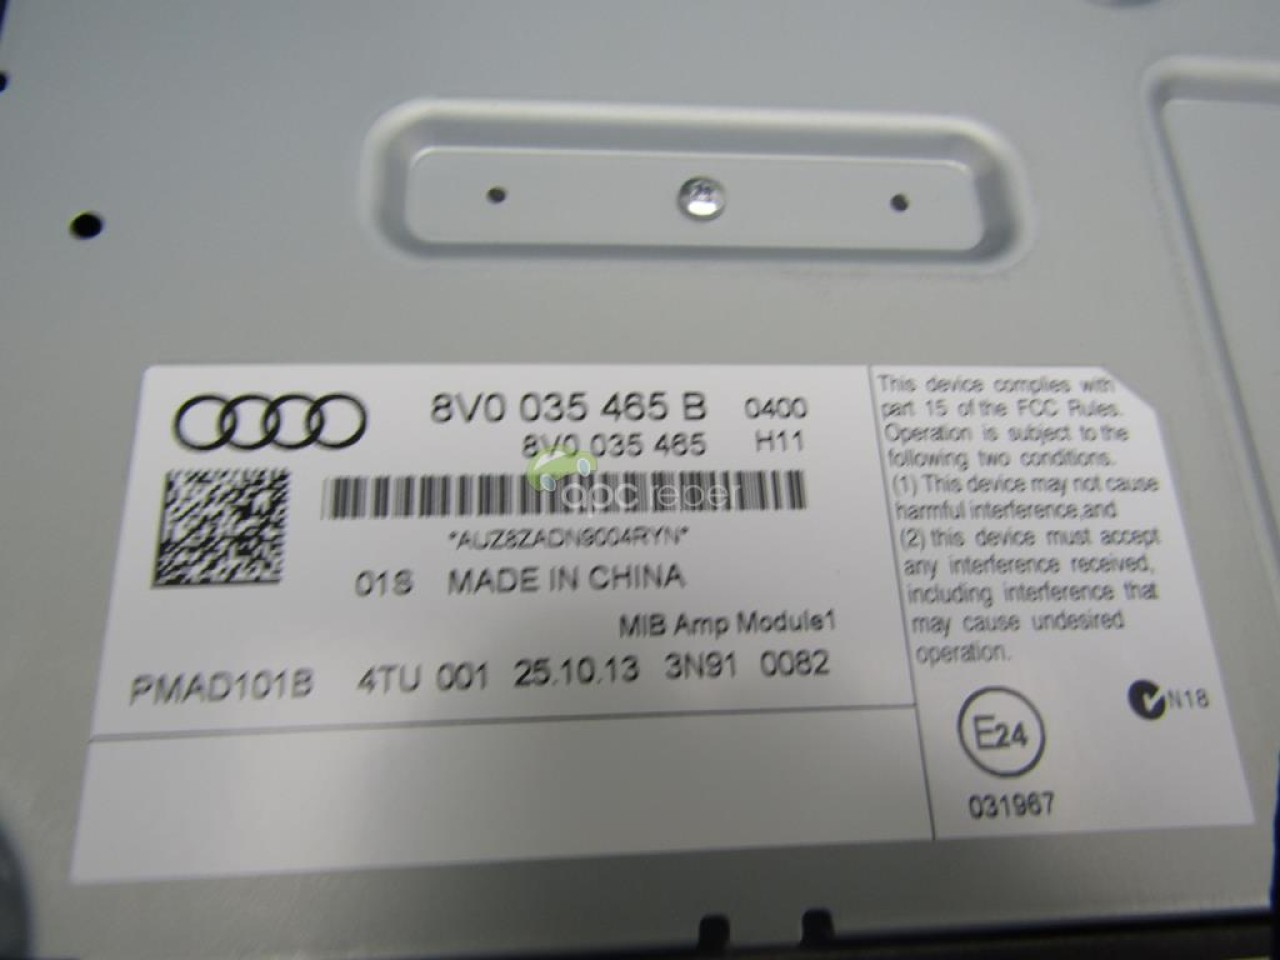 8V0 035 465 B 0400
8V0 035 465 H11
apc reper
*AUZ8ZADN9004RYN*
01S MADE IN CHINA
MIB Amp Module1
PMAD101B 4TU 001 25.10.13 3N91 0082
This device complies with
part 15 of the FCC Rules.
Operation is subject to the
following two conditions.
(1) This device may not cause
harmful interference,and
(2) this device must accept
any interference received,
including interference that
may cause undesired
operation.
E24
N18
031967